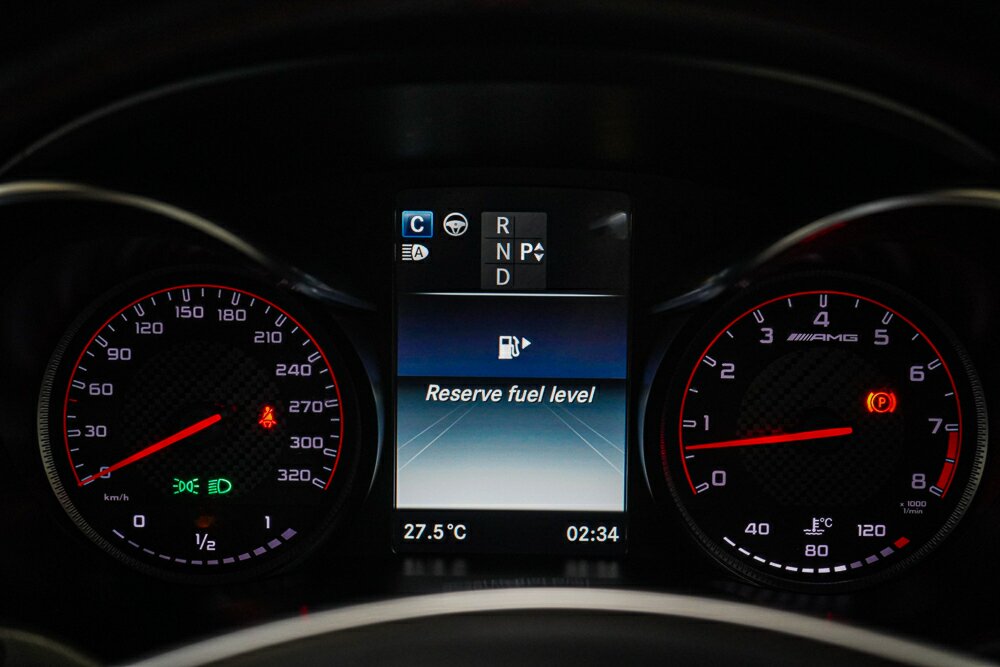 C
R
N P
D
A
Reserve fuel level
27.5°C 02:34
0
30
60
90
120
150
180
210
240
270
300
320
km/h
0
1/2
1
0
1
2
3
4
5
6
7
8
AMG
P
x 1000
1/min
40
°C
80
120